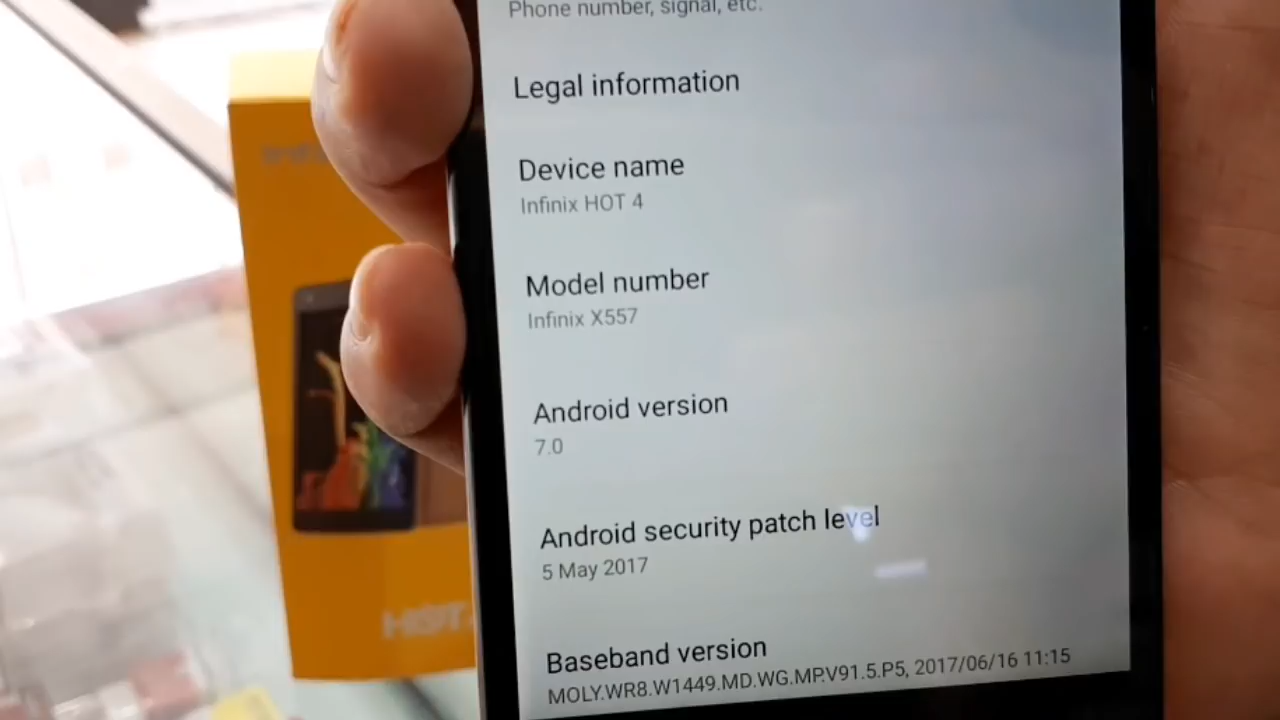 Phone number, signal, etc.
Legal information
Device name
Infinix HOT 4
Model number
Infinix X557
Android version
7.0
Android security patch level
5 May 2017
Baseband version
MOLY.WR8.W1449.MD.WG.MP.V91.5.P5, 2017/06/16 11:15
HOT